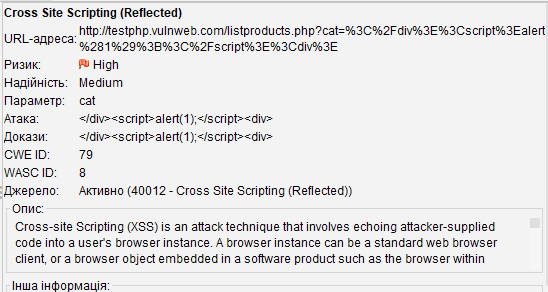 Cross Site Scripting (Reflected)
URL-адреса: http://testphp.vulnweb.com/listproducts.php?cat=%3C%2Fdiv%3E%3Cscript%3Ealert
%281%29%3B%3C%2Fscript%3E%3Cdiv%3E
Ризик: High
Надійність: Medium
Параметр: cat
Атака: </div><script>alert(1);</script><div>
Докази: </div><script>alert(1);</script><div>
CWE ID: 79
WASC ID: 8
Джерело: Активно (40012 - Cross Site Scripting (Reflected))
Опис:
Cross-site Scripting (XSS) is an attack technique that involves echoing attacker-supplied
code into a user's browser instance. A browser instance can be a standard web browser
client, or a browser object embedded in a software product such as the browser within
Інша інформація: